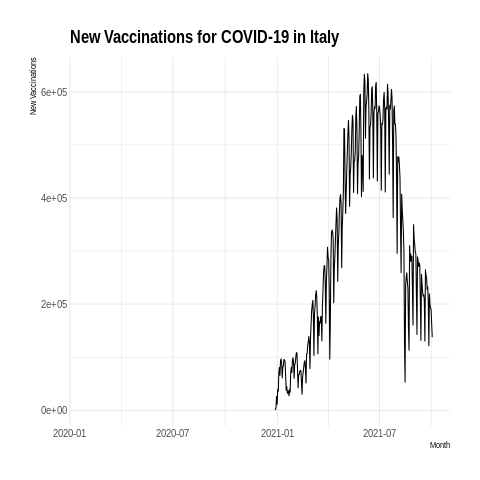 New Vaccinations for COVID-19 in Italy
New Vaccinations
6e+05
4e+05
2e+05
0e+00
2020-01 2020-07 2021-01 2021-07
Month